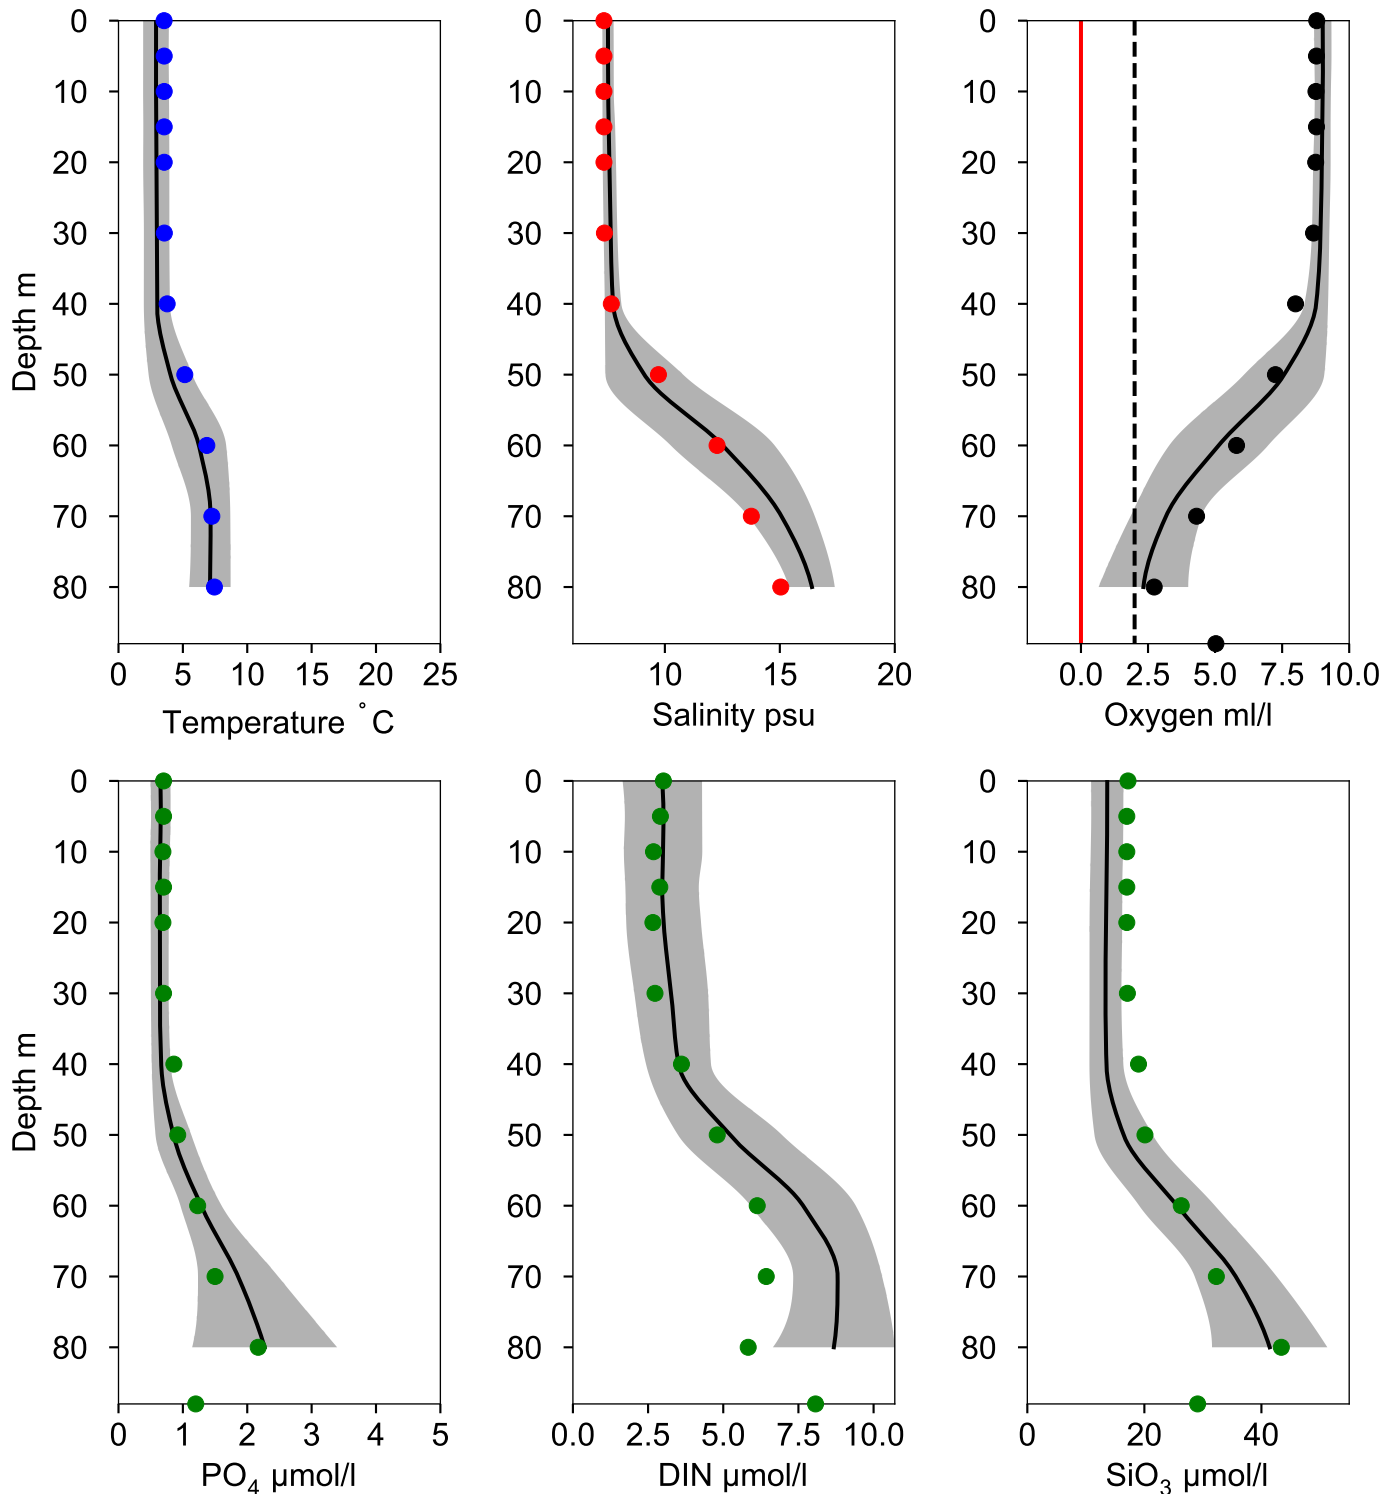 0 0 0
10 10 10
20 20 20
30 30 30
40 40 40
50 50 50
60 60 60
70 70 70
80 80 80
Depth m
0 5 10 15 20 25 10 15 20 0.0 2.5 5.0 7.5 10.0
Temperature °C Salinity psu Oxygen ml/l
0 0 0
10 10 10
20 20 20
30 30 30
40 40 40
50 50 50
60 60 60
70 70 70
80 80 80
Depth m
0 1 2 3 4 5 0.0 2.5 5.0 7.5 10.0 0 20 40
PO₄ µmol/l DIN µmol/l SiO₃ µmol/l